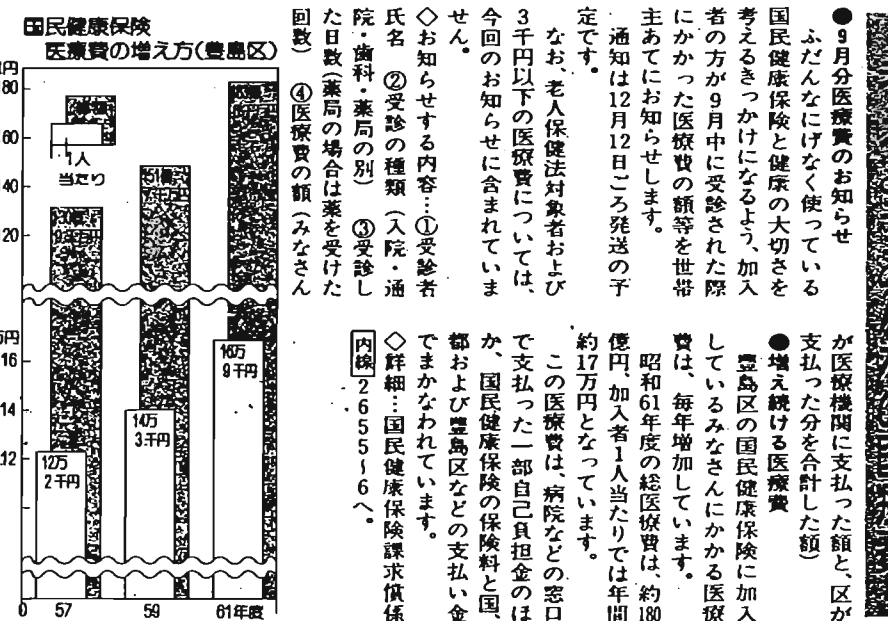 ●9月分医療費のお知らせ
ふだんなにげなく使っている
国民健康保険と健康の大切さを
考えるきっかけになるよう、加入
者の方が9月中に受診された際
にかかった医療費の額等を世帯
主あてにお知らせします。
通知は12月12日ごろ発送の予
定です。
なお、老人保健法対象者および
3千円以下の医療費については、
今回のお知らせに含まれていま
せん。
◇お知らせする内容…①受診者
氏名 ②受診の種類（入院・通
院・歯科・薬局の別） ③受診し
た日数（薬局の場合は薬を受けた
回数） ④医療費の額（みなさん
が医療機関に支払った額と、区が
支払った分を合計した額）
●増え続ける医療費
豊島区の国民健康保険に加入
しているみなさんにかかる医療
費は、毎年増加しています。
昭和61年度の総医療費は、約180
億円、加入者1人当たりでは年間
約17万円となっています。
この医療費は、病院などの窓口
で支払った一部自己負担金のほ
か、国民健康保険の保険料と国、
都および豊島区などの支払い金
でまかなわれています。
◇詳細…国民健康保険課求償係
内線2655〜6へ。
国民健康保険
医療費の増え方(豊島区)
円
80
60
40
20
1人
当たり
円
16
14
12
12万
2千円
14万
3千円
16万
9千円
0 57 59 61年度